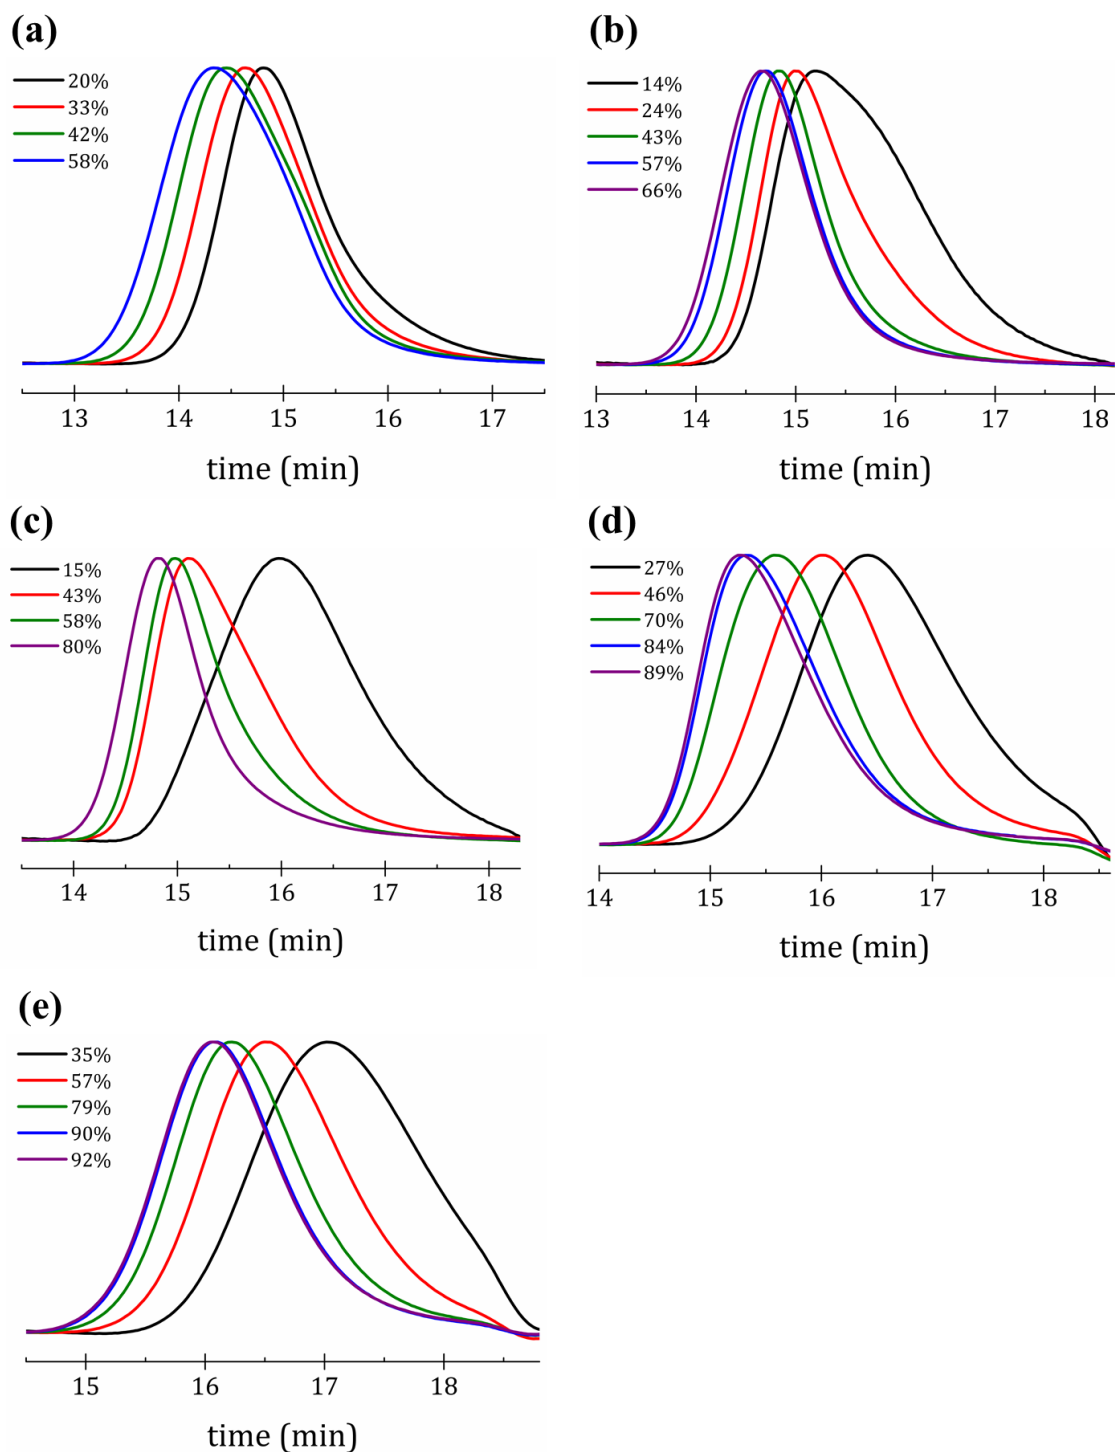 (a)
20%
33%
42%
58%
13 14 15 16 17
time (min)
(b)
14%
24%
43%
57%
66%
13 14 15 16 17 18
time (min)
(c)
15%
43%
58%
80%
14 15 16 17 18
time (min)
(d)
27%
46%
70%
84%
89%
14 15 16 17 18
time (min)
(e)
35%
57%
79%
90%
92%
15 16 17 18
time (min)